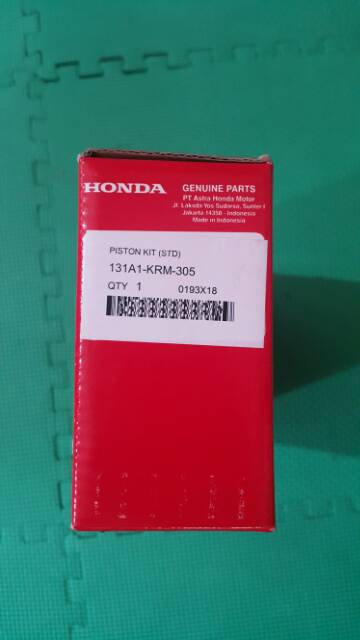 HONDA
GENUINE PARTS
PT Astra Honda Motor
Jl. Laksda Yos Sudarso, Sunter I
Jakarta 14350 - Indonesia
Made in Indonesia
PISTON KIT (STD)
131A1-KRM-305
QTY 1 0193X18